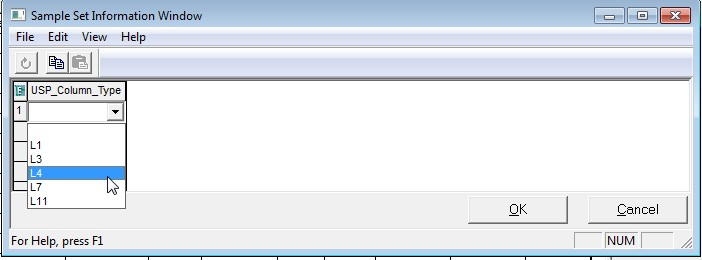 Sample Set Information Window
File Edit View Help
USP_Column_Type
1
L1
L3
L4
L7
L11
OK Cancel
For Help, press F1 NUM